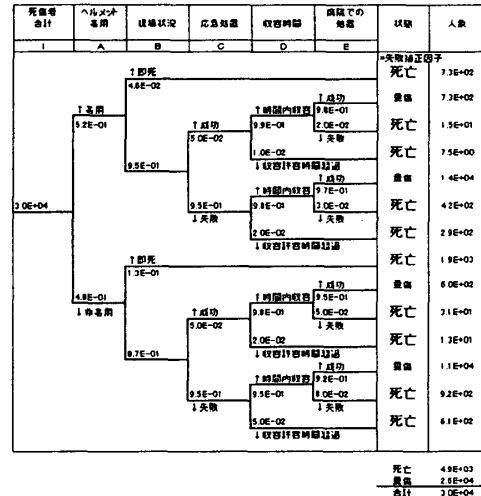 死傷者合計 ヘルメット着用 現場状況 応急処置 収容時間 病院での処置 状態 人数
I A B C D E
*失敗補正因子
↑即死 死亡 7.3E+02
4.6E-02
↑成功 重傷 7.3E+02
↑着用 ↑時間内収容 9.8E-01
5.2E-01 ↑成功 9.9E-01 2.0E-02 死亡 1.5E+01
5.0E-02 ↓失敗
1.0E-02 死亡 7.5E+00
9.5E-01 ↓収容許容時間超過
↑成功 重傷 1.4E+04
↑時間内収容 9.7E-01
3.0E+04 9.5E-01 9.8E-01 3.0E-02 死亡 4.2E+02
↓失敗 ↓失敗
2.0E-02 死亡 2.9E+02
↓収容許容時間超過
↑即死 死亡 1.9E+03
1.3E-01
↑成功 重傷 6.0E+02
4.8E-01 ↑時間内収容 9.5E-01
↑成功 9.8E-01 5.0E-02 死亡 3.1E+01
5.0E-02 ↓失敗
2.0E-02 死亡 1.3E+01
8.7E-01 ↓収容許容時間超過
↑成功 重傷 1.1E+04
↑時間内収容 9.2E-01
9.5E-01 9.5E-01 8.0E-02 死亡 9.2E+02
↓失敗 ↓失敗
5.0E-02 死亡 6.1E+02
↓収容許容時間超過
死亡 4.9E+03
重傷 2.6E+04
合計 3.0E+04